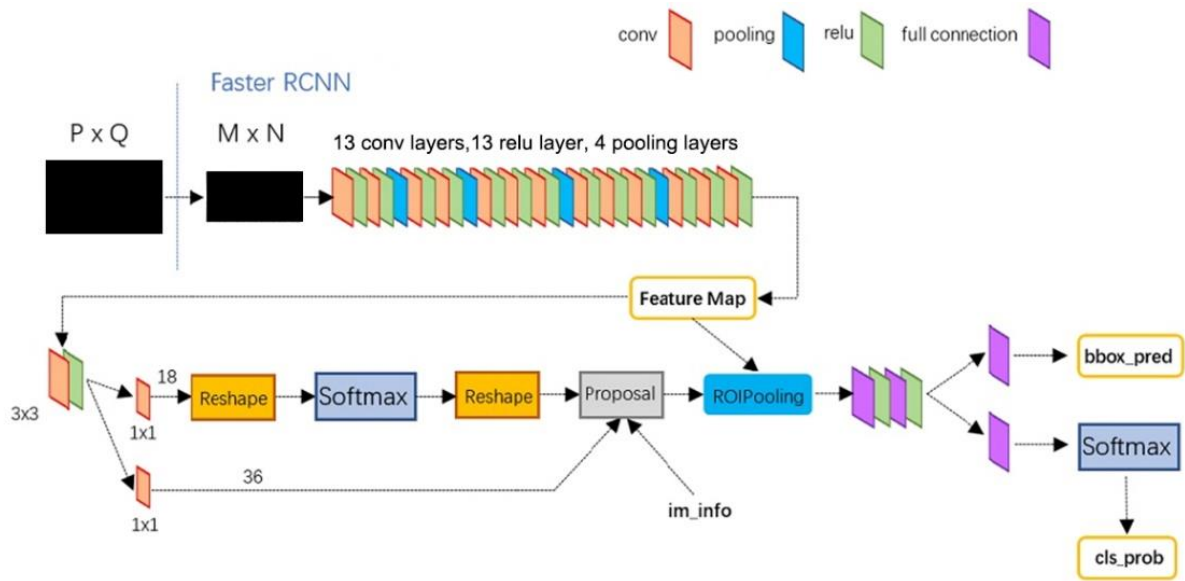 conv
pooling
relu
full connection
Faster RCNN
P x Q
M x N
13 conv layers,13 relu layer, 4 pooling layers
Feature Map
3x3
18
1x1
Reshape
Softmax
Reshape
Proposal
ROIPooling
bbox_pred
Softmax
36
1x1
im_info
cls_prob